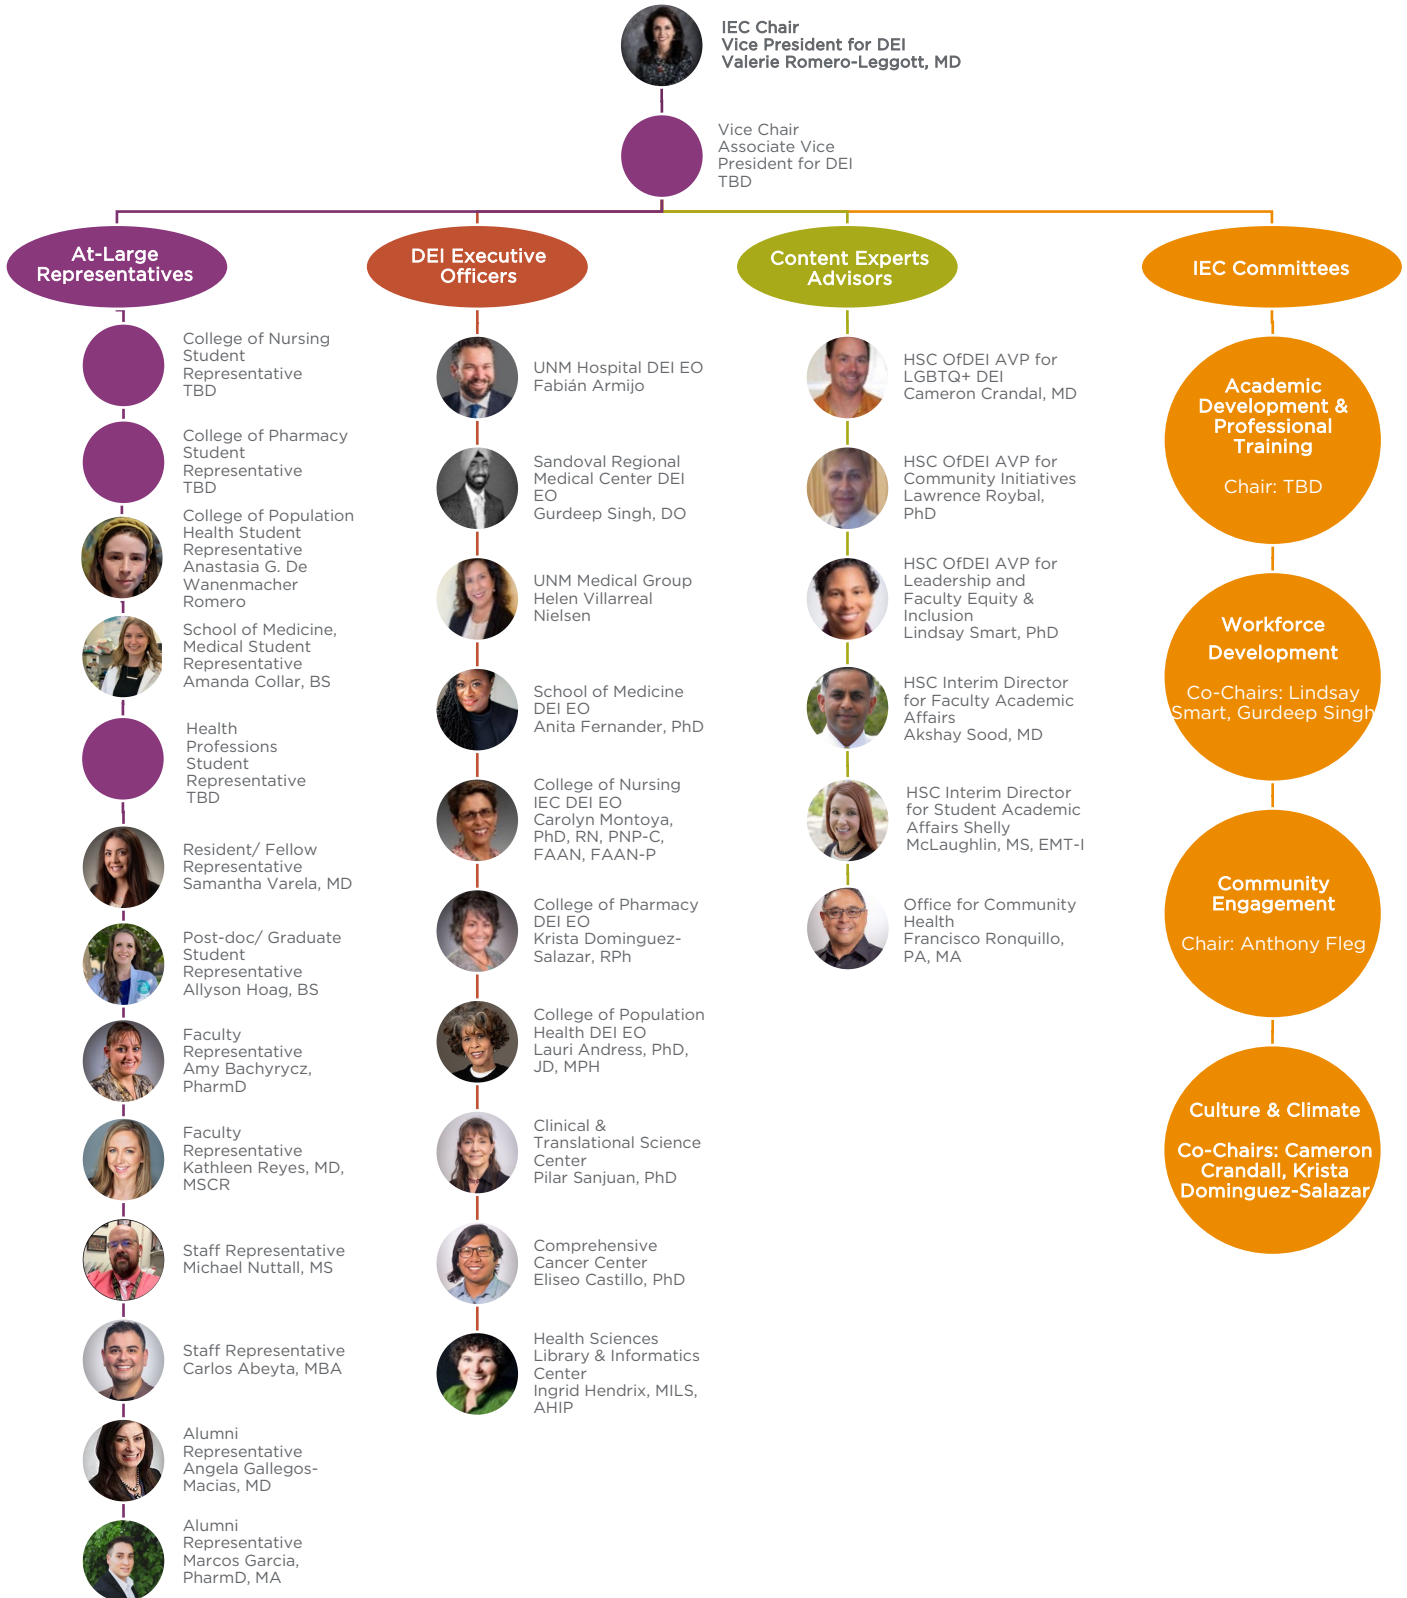 IEC Chair
Vice President for DEI
Valerie Romero-Leggott, MD
Vice Chair
Associate Vice
President for DEI
TBD
At-Large
Representatives
College of Nursing
Student
Representative
TBD
College of Pharmacy
Student
Representative
TBD
College of Population
Health Student
Representative
Anastasia G. De
Wanenmacher
Romero
School of Medicine,
Medical Student
Representative
Amanda Collar, BS
Health
Professions
Student
Representative
TBD
Resident/ Fellow
Representative
Samantha Varela, MD
Post-doc/ Graduate
Student
Representative
Allyson Hoag, BS
Faculty
Representative
Amy Bachyrycz,
PharmD
Faculty
Representative
Kathleen Reyes, MD,
MSCR
Staff Representative
Michael Nuttall, MS
Staff Representative
Carlos Abeyta, MBA
Alumni
Representative
Angela Gallegos-
Macias, MD
Alumni
Representative
Marcos Garcia,
PharmD, MA
DEI Executive
Officers
UNM Hospital DEI EO
Fabián Armijo
Sandoval Regional
Medical Center DEI
EO
Gurdeep Singh, DO
UNM Medical Group
Helen Villarreal
Nielsen
School of Medicine
DEI EO
Anita Fernander, PhD
College of Nursing
IEC DEI EO
Carolyn Montoya,
PhD, RN, PNP-C,
FAAN, FAAN-P
College of Pharmacy
DEI EO
Krista Dominguez-
Salazar, RPh
College of Population
Health DEI EO
Lauri Andress, PhD,
JD, MPH
Clinical &
Translational Science
Center
Pilar Sanjuan, PhD
Comprehensive
Cancer Center
Eliseo Castillo, PhD
Health Sciences
Library & Informatics
Center
Ingrid Hendrix, MILS,
AHIP
Content Experts
Advisors
HSC OfDEI AVP for
LGBTQ+ DEI
Cameron Crandal, MD
HSC OfDEI AVP for
Community Initiatives
Lawrence Roybal,
PhD
HSC OfDEI AVP for
Leadership and
Faculty Equity &
Inclusion
Lindsay Smart, PhD
HSC Interim Director
for Faculty Academic
Affairs
Akshay Sood, MD
HSC Interim Director
for Student Academic
Affairs Shelly
McLaughlin, MS, EMT-I
Office for Community
Health
Francisco Ronquillo,
PA, MA
IEC Committees
Academic
Development &
Professional
Training
Chair: TBD
Workforce
Development
Co-Chairs: Lindsay
Smart, Gurdeep Singh
Community
Engagement
Chair: Anthony Fleg
Culture & Climate
Co-Chairs: Cameron
Crandall, Krista
Dominguez-Salazar